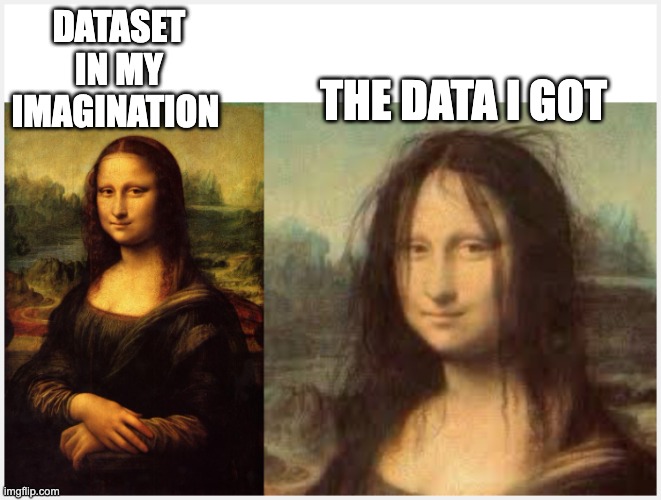 DATASET
IN MY
IMAGINATION
THE DATA I GOT
imgflip.com